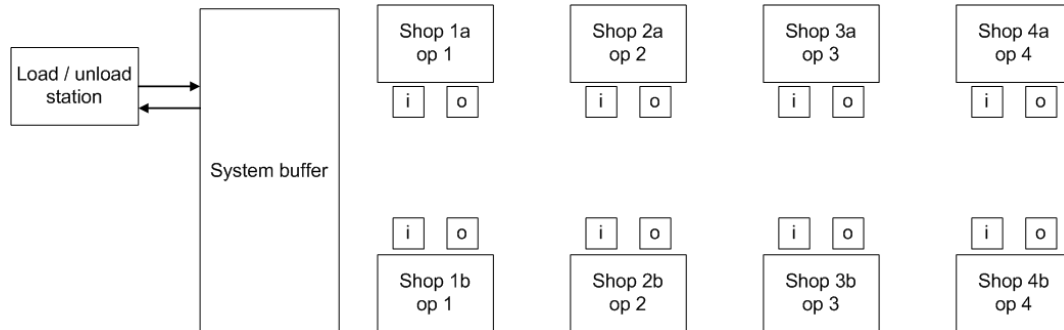 Shop 1a
op 1
Shop 2a
op 2
Shop 3a
op 3
Shop 4a
op 4
Load / unload
station
i
o
i
o
i
o
i
o
System buffer
i
o
i
o
i
o
i
o
Shop 1b
op 1
Shop 2b
op 2
Shop 3b
op 3
Shop 4b
op 4